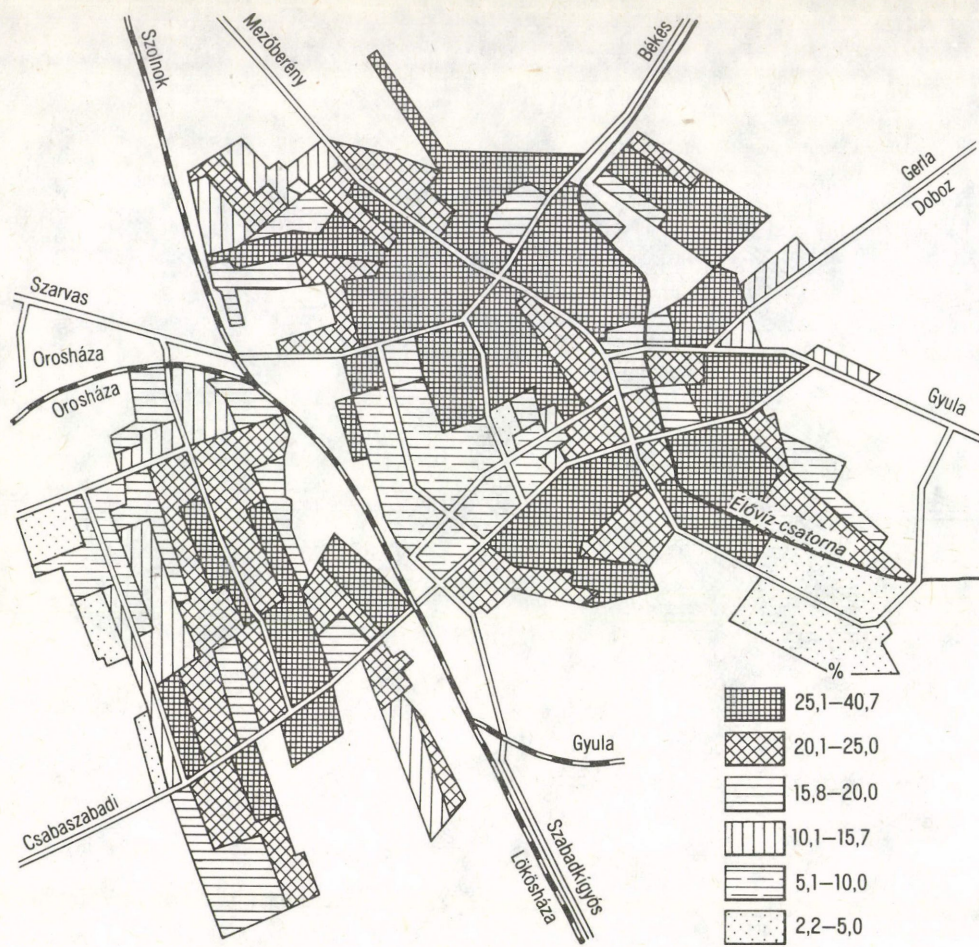 Szolnok
Mezőberény
Békés
Gerla
Doboz
Szarvas
Orosháza
Orosháza
Gyula
Élővíz-csatorna
Gyula
Csabaszabadi
Szabadkígyós
Lőkösháza
%
25,1–40,7
20,1–25,0
15,8–20,0
10,1–15,7
5,1–10,0
2,2–5,0